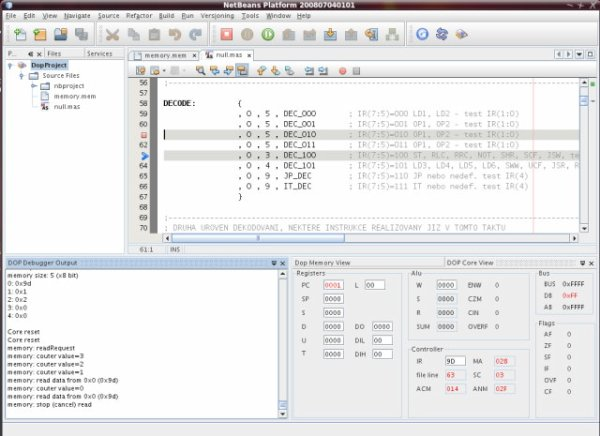 NetBeans Platform 200807040101
File Edit View Navigate Source Refactor Build Run Versioning Tools Window Help
P... Files Services
memory.mem null.mas
DopProject
Source Files
nbproject
memory.mem
null.mas
56 ;
57
58 DECODE: {
59 , 0 , 5 , DEC_000 ; IR(7:5)=000 LD1, LD2 - test IR(1:0)
60 , 0 , 5 , DEC_001 ; IR(7:5)=001 OP1, OP2 - test IR(1:0)
, 0 , 5 , DEC_010 ; IR(7:5)=010 OP1, OP2 - test IR(1:0)
62 , 0 , 5 , DEC_011 ; IR(7:5)=011 OP1, OP2 - test IR(1:0)
, 0 , 3 , DEC_100 ; IR(7:5)=100 ST, RLC, RRC, NOT, SHR, SCF, JSW, te
64 , 0 , 4 , DEC_101 ; IR(7:5)=101 LD3, LD4, LD5, LD6, SWW, UCF, JSR, R
65 , 0 , 9 , JP_DEC ; IR(7:5)=110 JP nebo nedef. test IR(4)
66 , 0 , 9 , IT_DEC ; IR(7:5)=111 IT nebo nedef. test IR(4)
67 }
68
69 ;
70 ; DRUHA UROVEN DEKODOVANI, NEKTERE INSTRUKCE REALIZOVANY JIZ V TOMTO TAKTU
61:1 INS
DOP Debugger Output
memory size: 5 (x8 bit)
0: 0x9d
1: 0x1
2: 0x2
3: 0x0
4: 0x0
Core reset
Core reset
memory: readRequest
memory: couter value=3
memory: couter value=2
memory: couter value=1
memory: read data from 0x0 (0x9d)
memory: couter value=0
memory: read data from 0x0 (0x9d)
memory: stop (cancel) read
Dop Memory View DOP Core View
Registers
PC 0001 L 00
SP 0000
S 0000
D 0000 DO 0000
U 0000 DIL 00
T 0000 DIH 00
Alu
W 0000 ENW 0
S 0000 CZM 0
R 0000 CIN 0
SUM 0000 OVERF 0
Controller
IR 9D MA 028
file line 63 SC 03
ACM 014 ANM 02F
Bus
BUS 0xFFFF
DB 0xFF
AB 0xFFFF
Flags
AF 0
ZF 0
SF 0
IF 0
OVF 0
CF 0